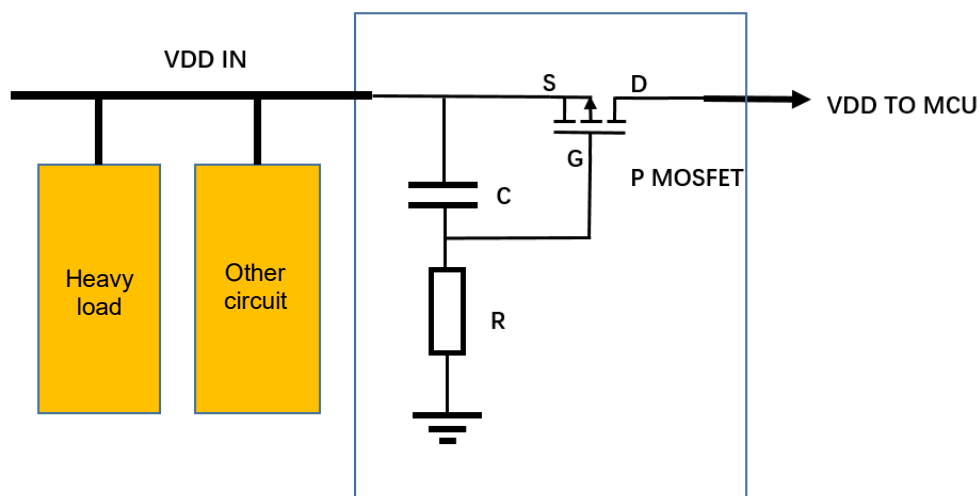 VDD IN
S
D
VDD TO MCU
G
P MOSFET
C
Heavy
load
Other
circuit
R